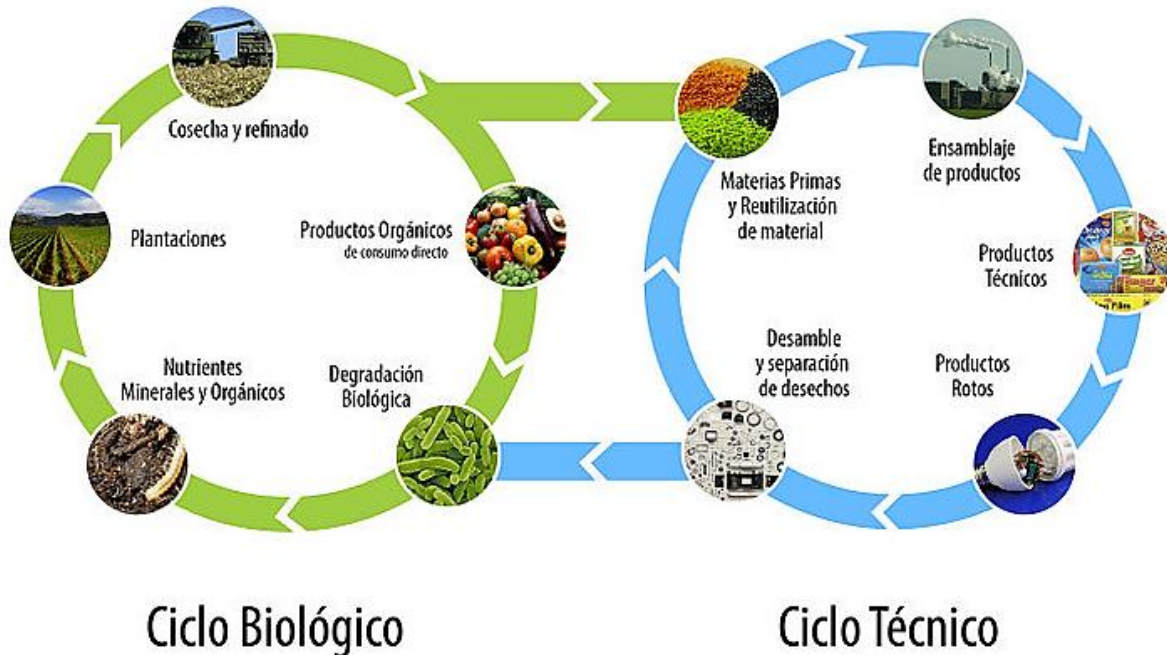 Cosecha y refinado
Plantaciones
Productos Orgánicos
de consumo directo
Nutrientes
Minerales y Orgánicos
Degradación
Biológica
Materias Primas
y Reutilización
de material
Ensamblaje
de productos
Productos
Técnicos
Desamble
y separación
de desechos
Productos
Rotos
Ciclo Biológico
Ciclo Técnico